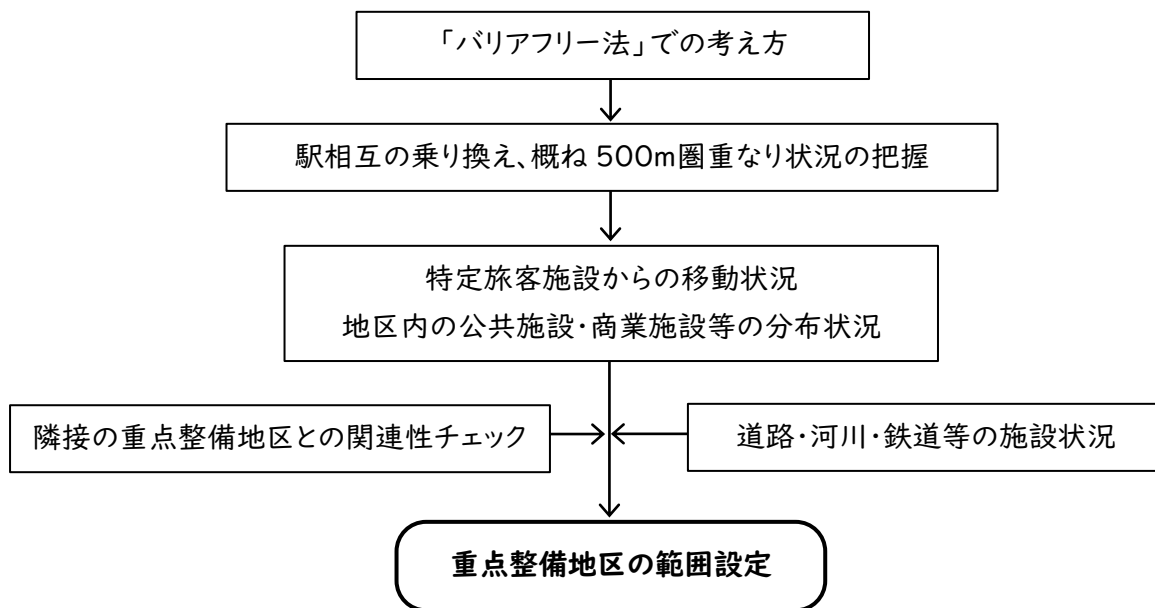 「バリアフリー法」での考え方
駅相互の乗り換え、概ね 500m圏重なり状況の把握
特定旅客施設からの移動状況
地区内の公共施設・商業施設等の分布状況
隣接の重点整備地区との関連性チェック
道路・河川・鉄道等の施設状況
重点整備地区の範囲設定